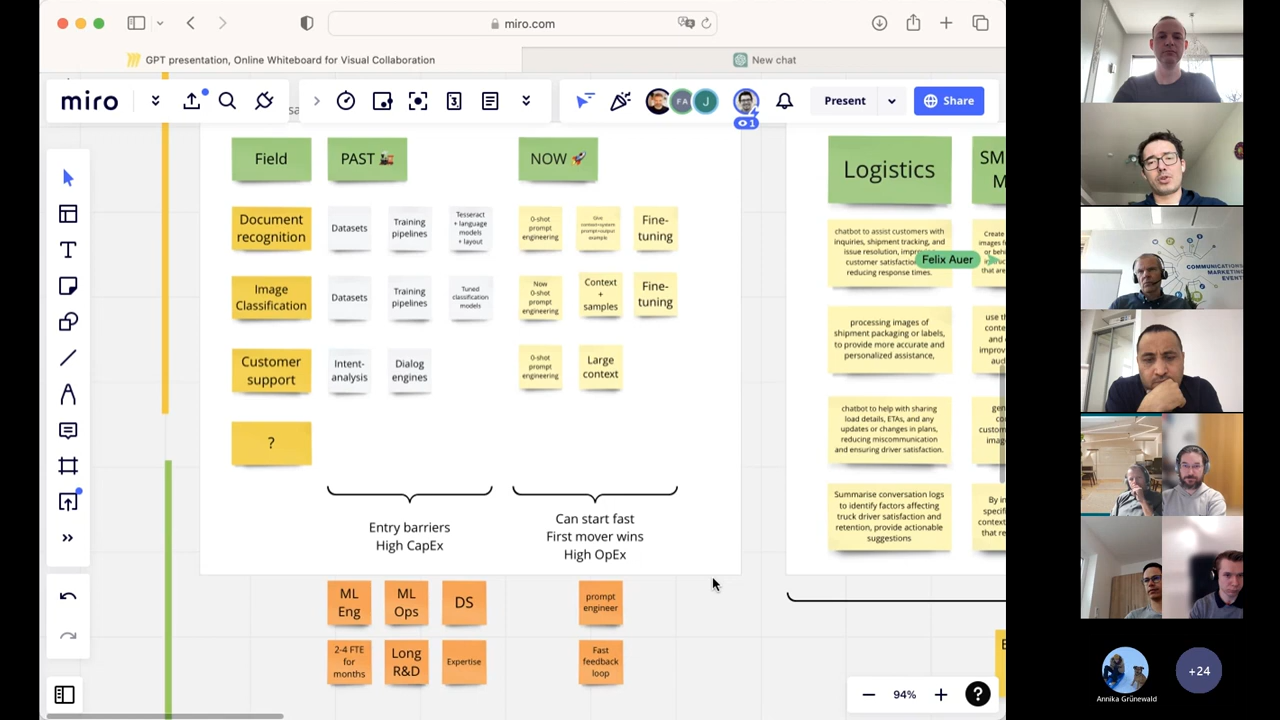 miro.com
GPT presentation, Online Whiteboard for Visual Collaboration
New chat
miro
3
FA
J
1
Present
Share
Field
PAST 🚂
NOW 🚀
Document
recognition
Datasets
Training
pipelines
Tesseract
+ language
models
+ layout
0-shot
prompt
engineering
Fine-
tuning
Image
Classification
Datasets
Training
pipelines
Tuned
classification
models
Now
0-shot
prompt
engineering
Context
+
samples
Fine-
tuning
Customer
support
Intent-
analysis
Dialog
engines
0-shot
prompt
engineering
Large
context
?
Entry barriers
High CapEx
Can start fast
First mover wins
High OpEx
ML
Eng
ML
Ops
DS
prompt
engineer
2-4 FTE
for
months
Long
R&D
Expertise
Fast
feedback
loop
Logistics
SM
M
chatbot to assist customers with
inquiries, shipment tracking, and
issue resolution,
customer
reducing response times.
Felix Auer
processing images of
shipment packaging or labels,
to provide more accurate and
personalized assistance,
chatbot to help with sharing
load details, ETAs, and any
updates or changes in plans,
reducing miscommunication
and ensuring driver satisfaction.
Summarise conversation logs
to identify factors affecting
truck driver satisfaction and
retention, provide actionable
suggestions
94%
?
COMMUNICATIONS
MARKETING
EVENT
+24
Annika Grünewald